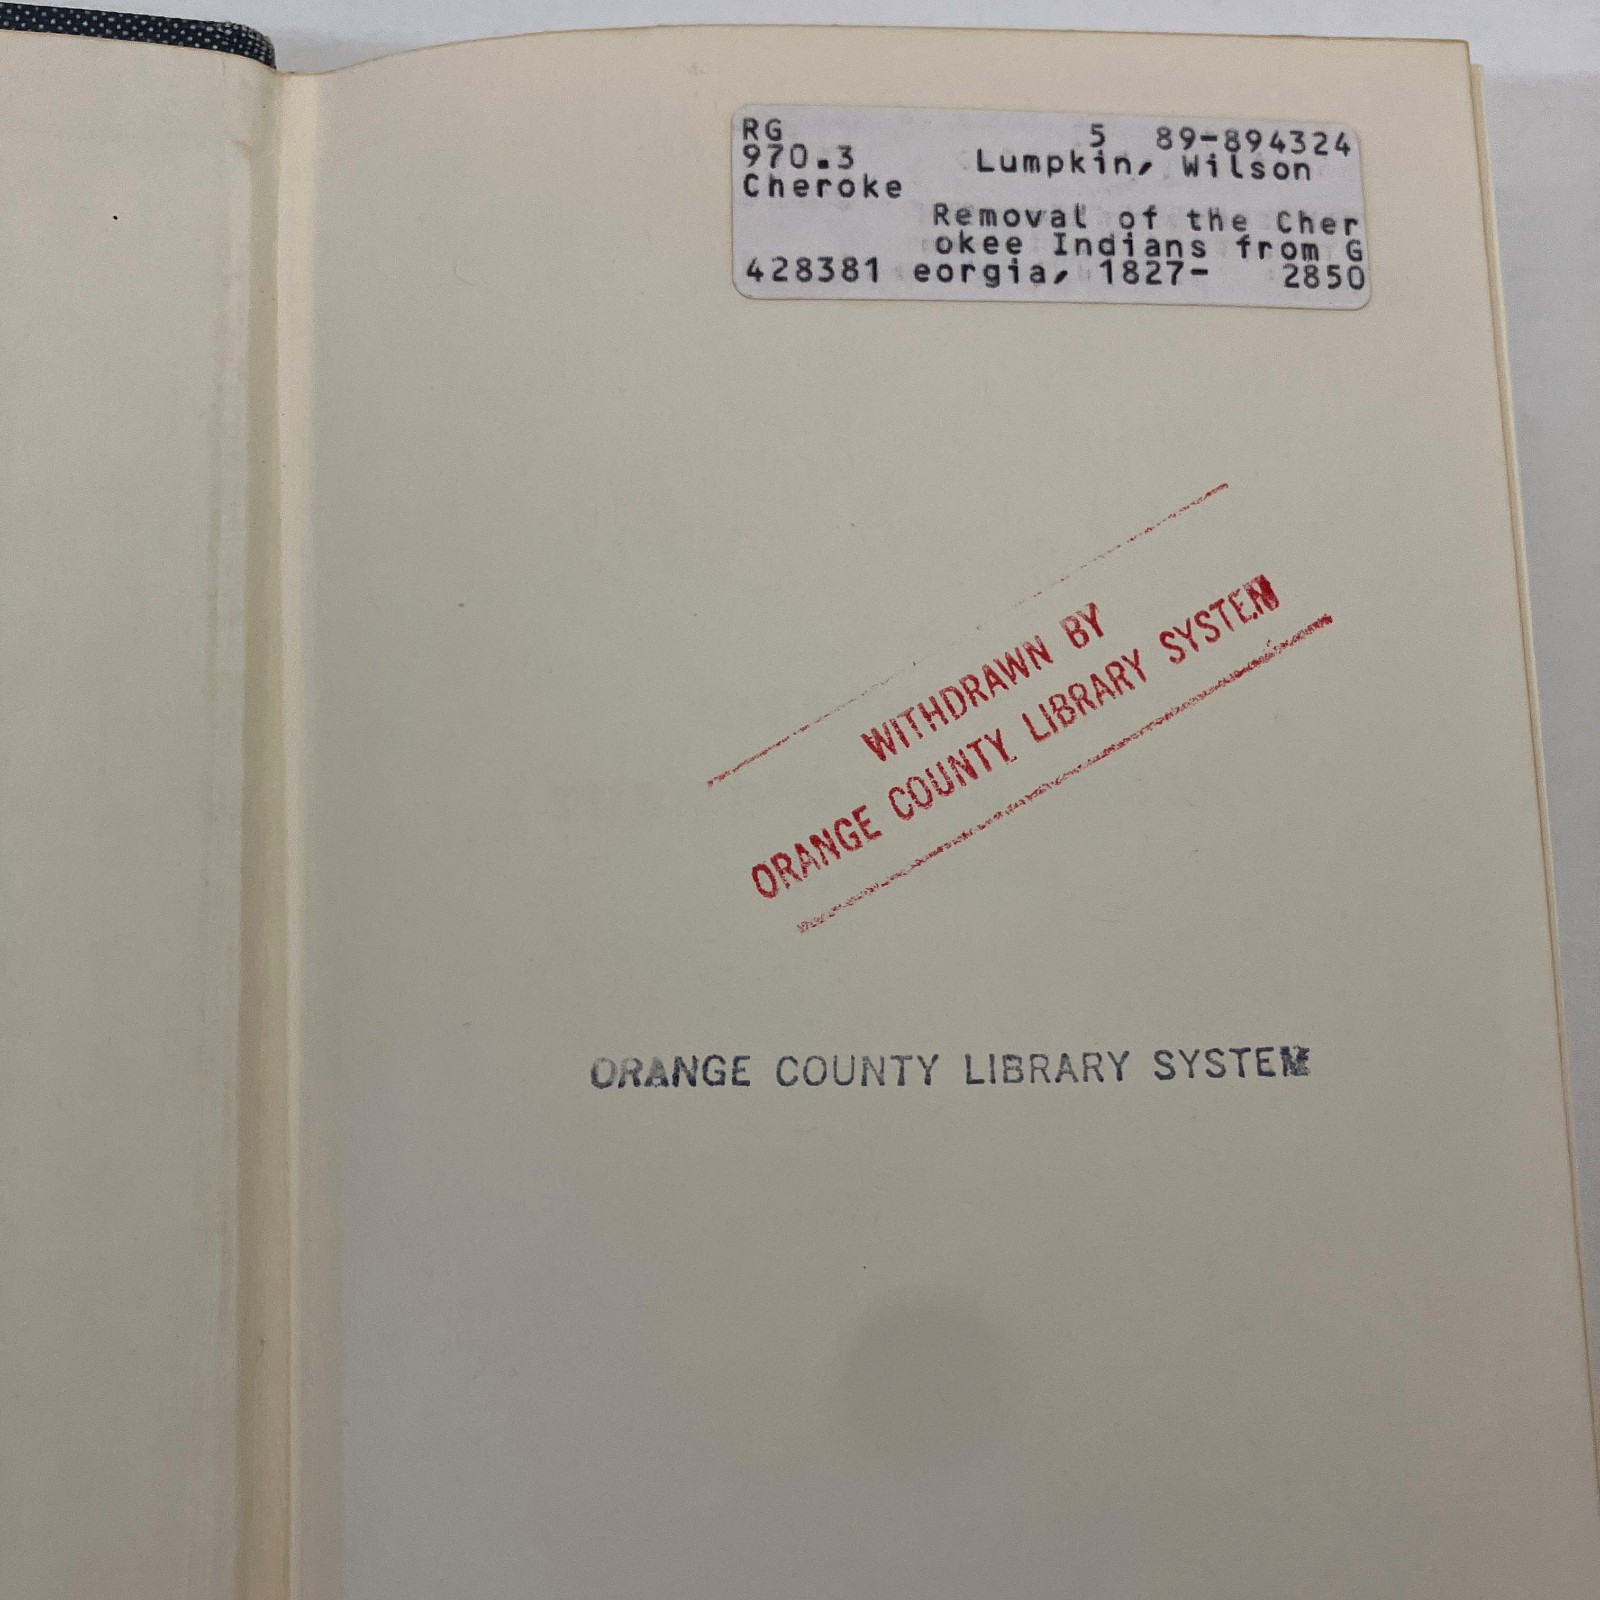 RG 5 89-894324
970.3 Lumpkin, Wilson
Cheroke
Removal of the Cher
okee Indians from G
428381 eorgia, 1827- 2850
WITHDRAWN BY
ORANGE COUNTY LIBRARY SYSTEM
ORANGE COUNTY LIBRARY SYSTEM